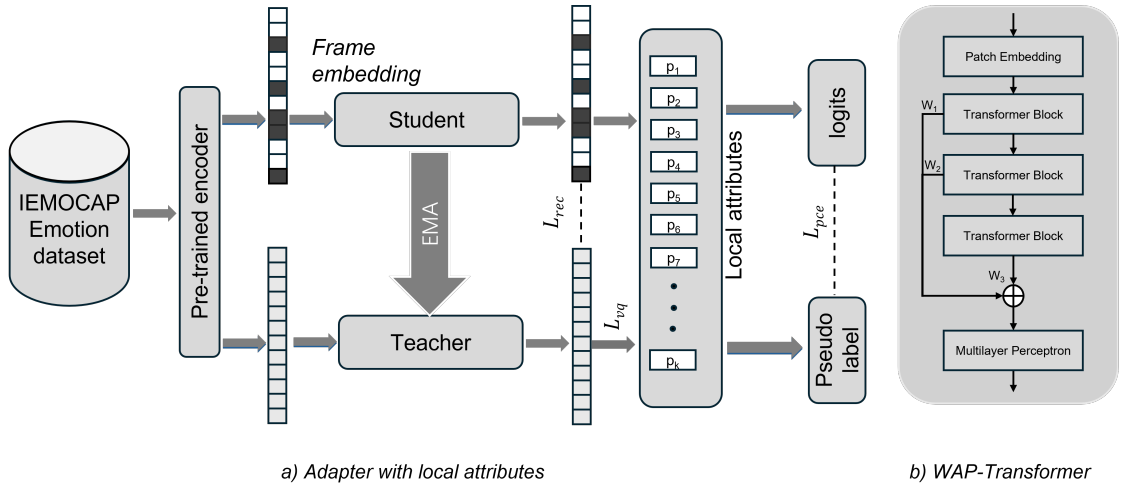 IEMOCAP
Emotion
dataset
Pre-trained encoder
Frame
embedding
Student
EMA
Teacher
L_rec
L_vq
p1
p2
p3
p4
p5
p6
p7
pk
Local attributes
logits
L_pce
Pseudo
label
a) Adapter with local attributes
Patch Embedding
W1
Transformer Block
W2
Transformer Block
Transformer Block
W3
Multilayer Perceptron
b) WAP-Transformer